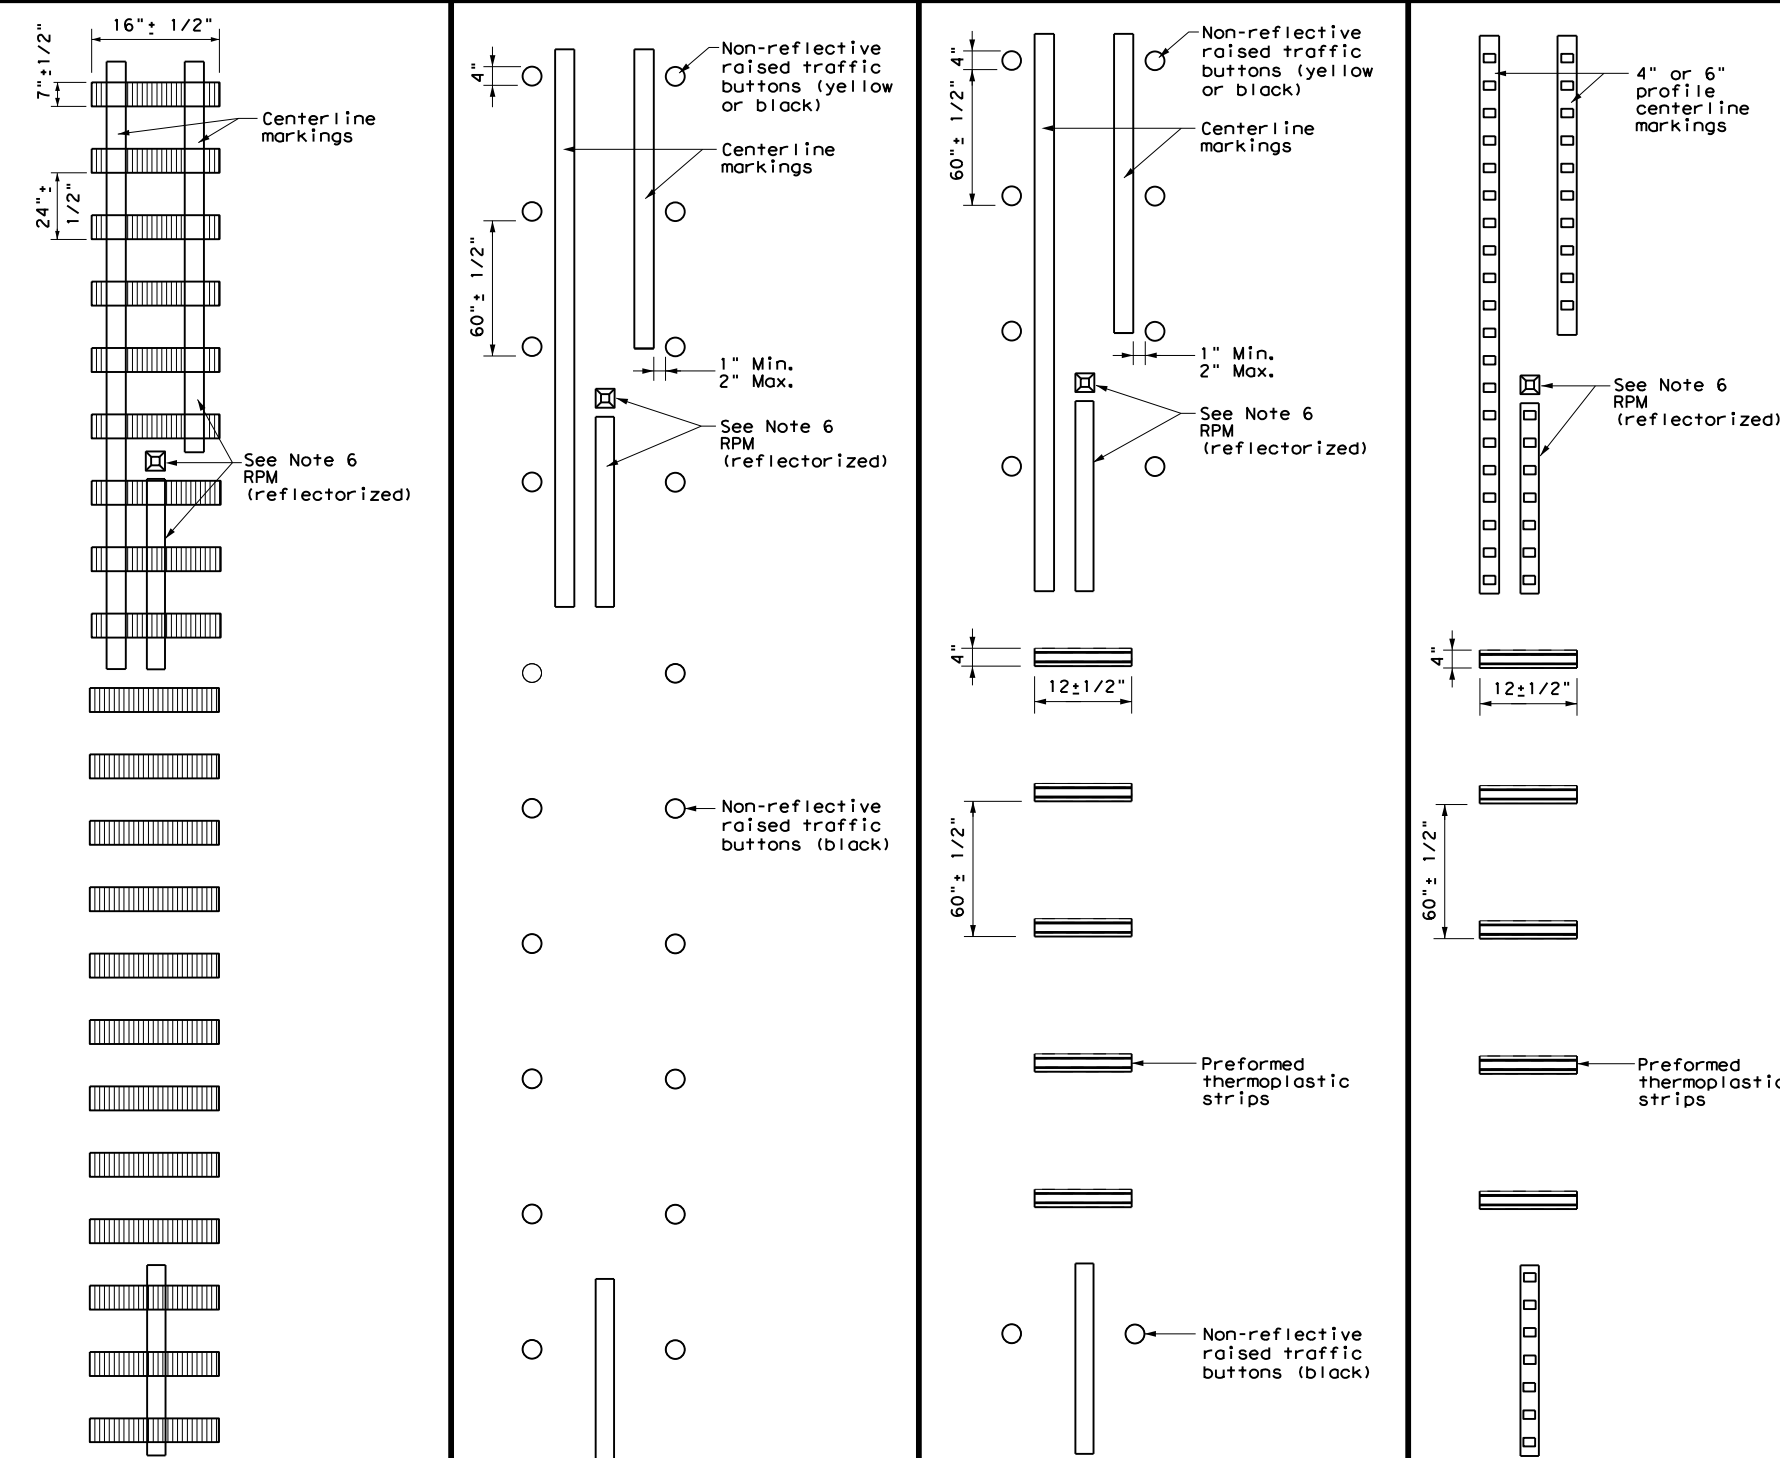 16"± 1/2"
7"±1/2"
Centerline
markings
24"±
1/2"
See Note 6
RPM
(reflectorized)
4"
Non-reflective
raised traffic
buttons (yellow
or black)
Centerline
markings
60"± 1/2"
1" Min.
2" Max.
See Note 6
RPM
(reflectorized)
Non-reflective
raised traffic
buttons (black)
4"
Non-reflective
raised traffic
buttons (yellow
or black)
60"± 1/2"
Centerline
markings
1" Min.
2" Max.
See Note 6
RPM
(reflectorized)
4"
12±1/2"
60"± 1/2"
Preformed
thermoplastic
strips
Non-reflective
raised traffic
buttons (black)
4" or 6"
profile
centerline
markings
See Note 6
RPM
(reflectorized)
4"
12±1/2"
60"± 1/2"
Preformed
thermoplastic
strips